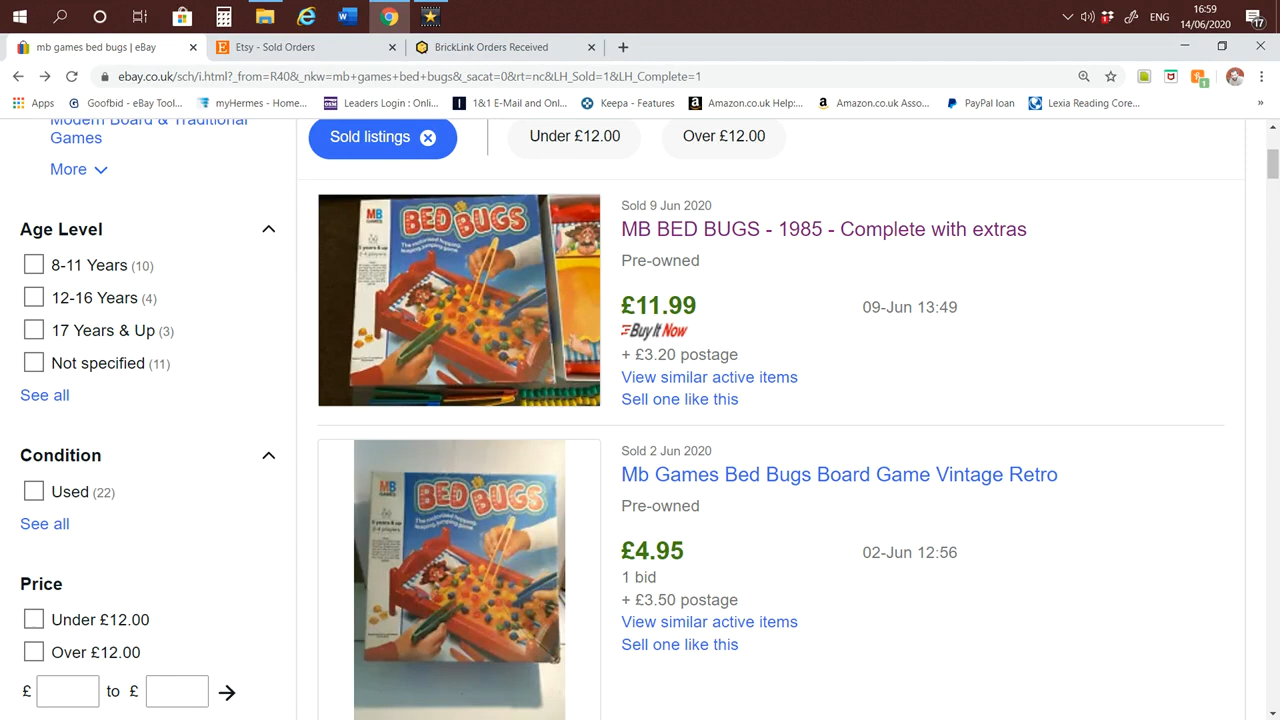 16:59
ENG
14/06/2020
17
mb games bed bugs | eBay
Etsy - Sold Orders
BrickLink Orders Received
ebay.co.uk/sch/i.html?_from=R40&_nkw=mb+games+bed+bugs&_sacat=0&rt=nc&LH_Sold=1&LH_Complete=1
Apps
Goofbid - eBay Tool...
myHermes - Home...
Leaders Login : Onli...
1&1 E-Mail and Onl...
Keepa - Features
Amazon.co.uk Help:...
Amazon.co.uk Asso...
PayPal loan
Lexia Reading Core...
Modern Board & Traditional
Games
More
Sold listings
Under £12.00
Over £12.00
Age Level
8-11 Years (10)
12-16 Years (4)
17 Years & Up (3)
Not specified (11)
See all
Condition
Used (22)
See all
Price
Under £12.00
Over £12.00
£ to £
MB
GAMES
BED BUGS
Sold 9 Jun 2020
MB BED BUGS - 1985 - Complete with extras
Pre-owned
£11.99
09-Jun 13:49
Buy It Now
+ £3.20 postage
View similar active items
Sell one like this
MB
GAMES
BED BUGS
Sold 2 Jun 2020
Mb Games Bed Bugs Board Game Vintage Retro
Pre-owned
£4.95
02-Jun 12:56
1 bid
+ £3.50 postage
View similar active items
Sell one like this